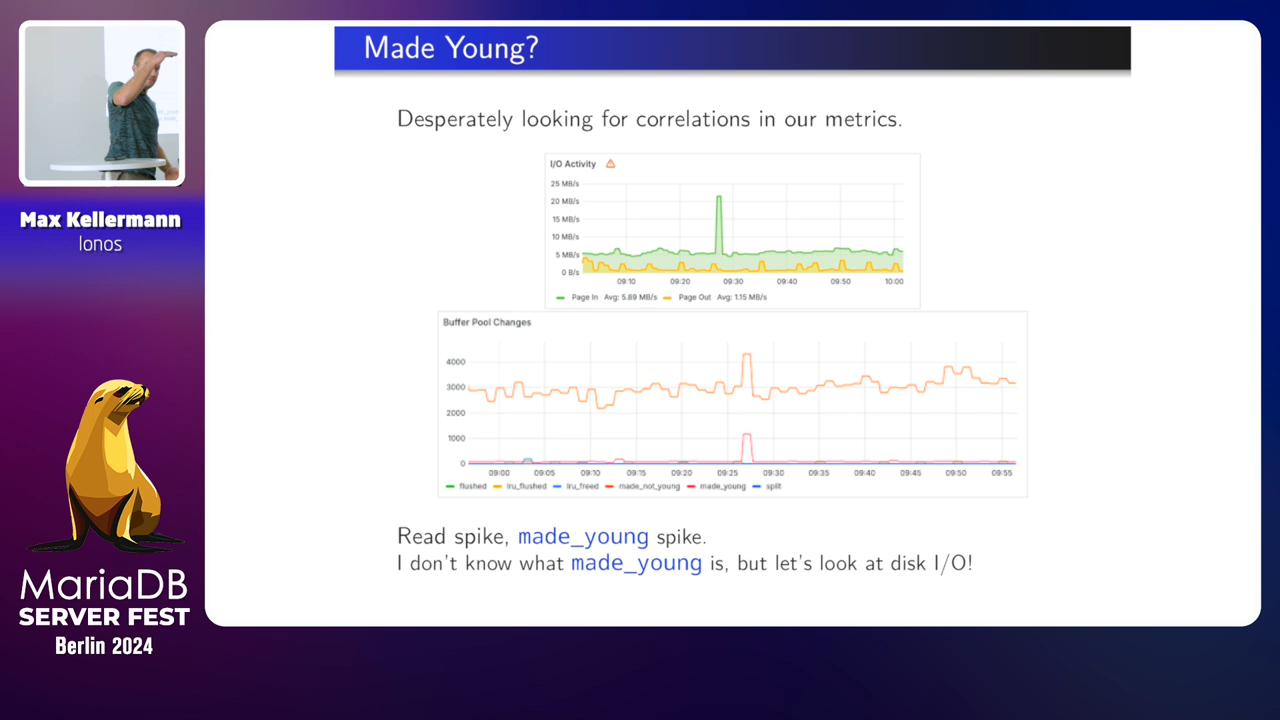 Made Young?
Desperately looking for correlations in our metrics.
I/O Activity
25 MB/s
20 MB/s
15 MB/s
10 MB/s
5 MB/s
0 B/s
09:10 09:20 09:30 09:40 09:50 10:00
Page In Avg: 5.89 MB/s Page Out Avg: 1.15 MB/s
Buffer Pool Changes
4000
3000
2000
1000
0
09:00 09:05 09:10 09:15 09:20 09:25 09:30 09:35 09:40 09:45 09:50 09:55
flushed lru_flushed lru_freed made_not_young made_young split
Read spike, made_young spike.
I don't know what made_young is, but let's look at disk I/O!
Max Kellermann
Ionos
MariaDB
SERVER FEST
Berlin 2024